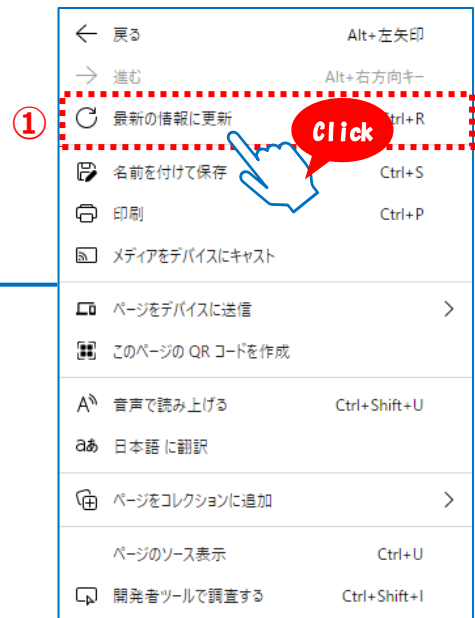 戻る Alt+左矢印
進む Alt+右方向キー
① 最新の情報に更新 Click Ctrl+R
名前を付けて保存 Ctrl+S
印刷 Ctrl+P
メディアをデバイスにキャスト
ページをデバイスに送信
このページの QR コードを作成
A 音声で読み上げる Ctrl+Shift+U
aあ 日本語 に翻訳
ページをコレクションに追加
ページのソース表示 Ctrl+U
開発者ツールで調査する Ctrl+Shift+I